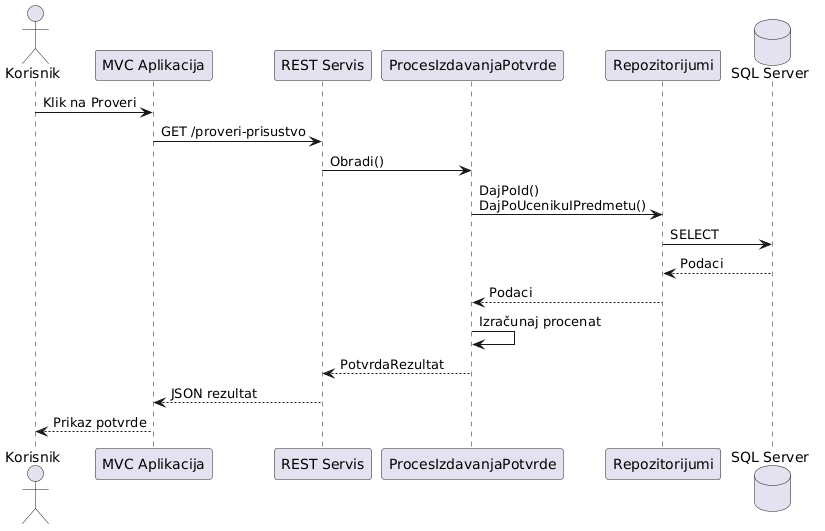 Korisnik
MVC Aplikacija
REST Servis
ProcesIzdavanjaPotvrde
Repozitorijumi
SQL Server
Klik na Proveri
GET /proveri-prisustvo
Obradi()
DajPoId()
DajPoUcenikuIPredmetu()
SELECT
Podaci
Podaci
Izračunaj procenat
PotvrdaRezultat
JSON rezultat
Prikaz potvrde
Korisnik
MVC Aplikacija
REST Servis
ProcesIzdavanjaPotvrde
Repozitorijumi
SQL Server